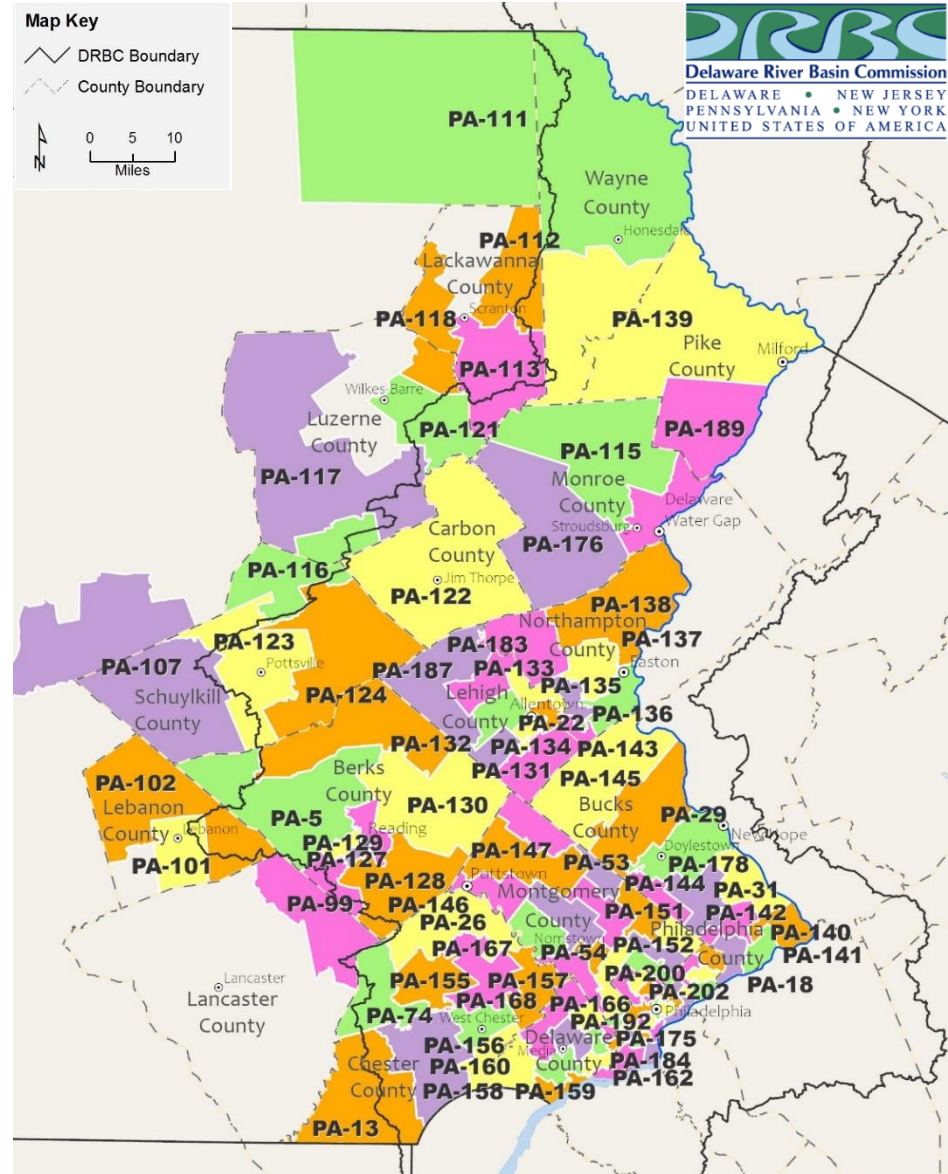 Map Key
DRBC Boundary
County Boundary
N
0 5 10
Miles
DRBC
Delaware River Basin Commission
DELAWARE • NEW JERSEY
PENNSYLVANIA • NEW YORK
UNITED STATES OF AMERICA
PA-111
Wayne
County
Honesdale
PA-112
Lackawanna
County
Scranton
PA-118
PA-139
Pike
County
Milford
PA-113
Wilkes-Barre
Luzerne
County
PA-121
PA-189
PA-115
PA-117
Monroe
County
Delaware
Water Gap
Stroudsburg
Carbon
County
PA-176
PA-116
Jim Thorpe
PA-122
PA-138
Northampton
County
PA-137
PA-123
PA-183
Easton
PA-107
Pottsville
PA-187
PA-133
PA-135
Schuylkill
County
PA-124
Lehigh
County
Allentown
PA-136
PA-22
PA-132
PA-134
PA-143
PA-131
PA-145
PA-102
Lebanon
County
Lebanon
Berks
County
PA-130
Bucks
County
PA-5
PA-29
New Hope
Reading
PA-129
PA-127
Doylestown
PA-101
PA-147
PA-53
PA-178
PA-128
Pottstown
Montgomery
County
PA-144
PA-31
PA-99
PA-146
PA-151
PA-142
PA-26
Philadelphia
County
PA-140
Norristown
PA-54
PA-152
PA-141
PA-167
PA-155
PA-157
PA-200
PA-18
Lancaster
Lancaster
County
PA-168
PA-166
PA-202
PA-74
West Chester
PA-192
Philadelphia
PA-156
Delaware
County
Media
PA-175
Chester
County
PA-160
PA-184
PA-158
PA-159
PA-162
PA-13